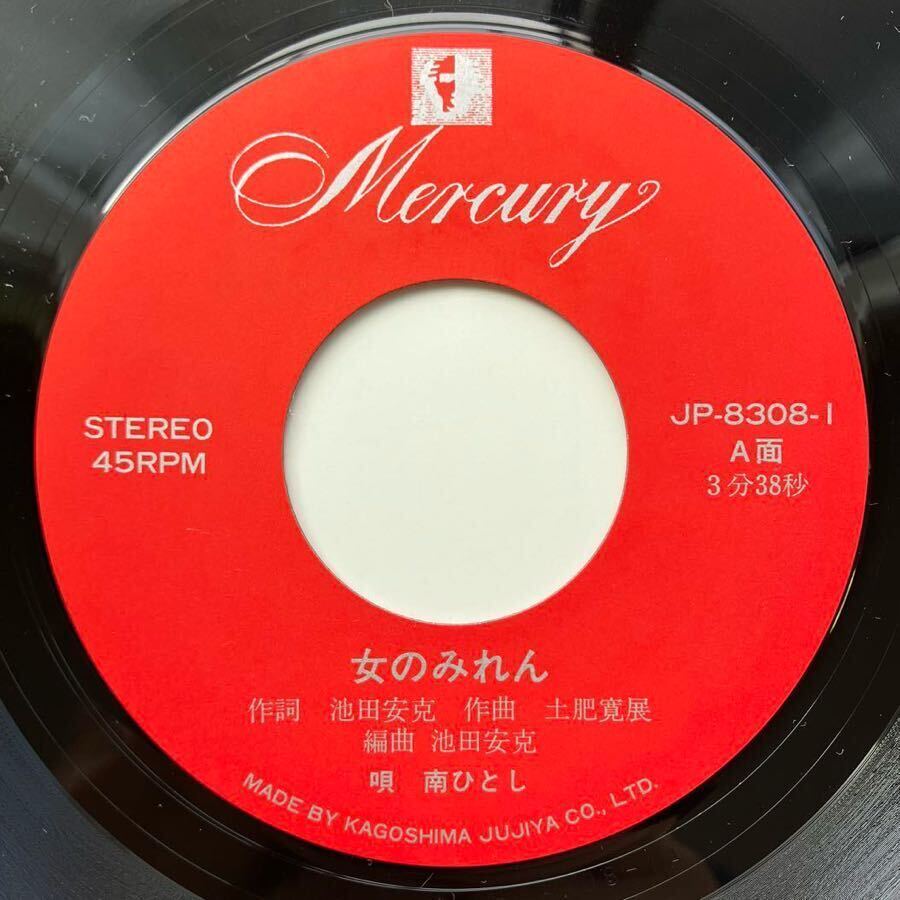 Mercury
STEREO
45RPM
JP-8308-1
A面
3分38秒
女のみれん
作詞 池田安克 作曲 土肥寛展
編曲 池田安克
唄 南ひとし
MADE BY KAGOSHIMA JUJIYA CO., LTD.